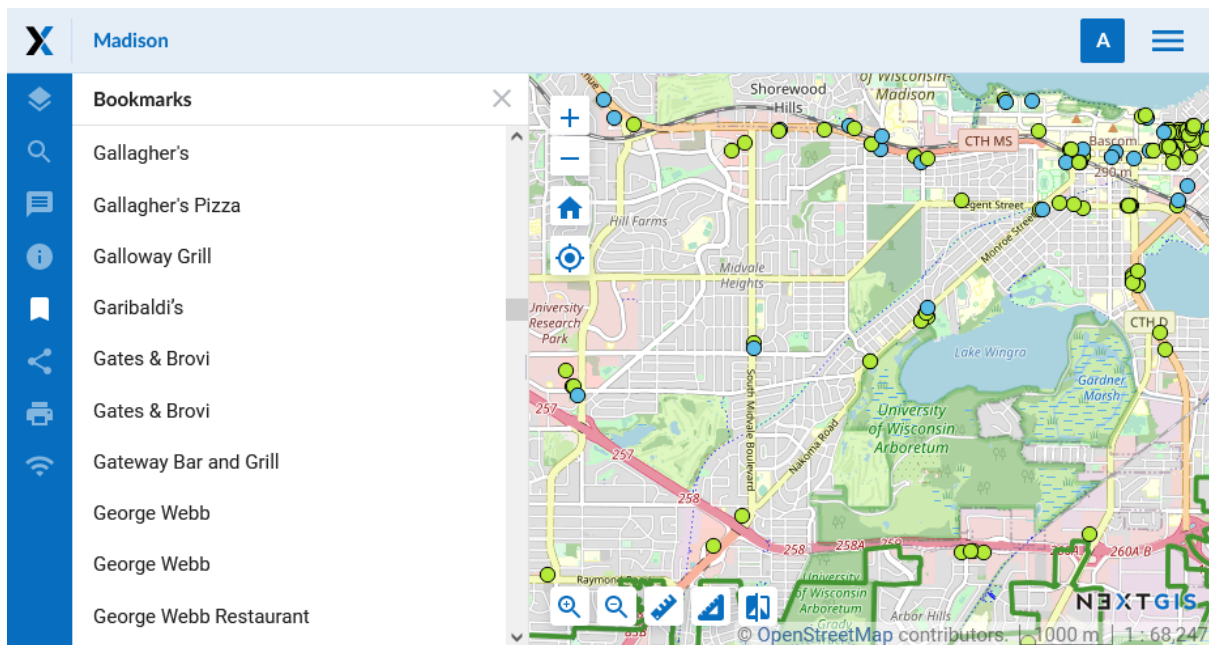 Madison
A
Bookmarks
Gallagher's
Gallagher's Pizza
Galloway Grill
Garibaldi’s
Gates & Brovi
Gates & Brovi
Gateway Bar and Grill
George Webb
George Webb
George Webb Restaurant
of Wisconsin-
Madison
Shorewood
Hills
CTH MS
Bascom
290 m
Hill Farms
Regent Street
Monroe Street
Midvale
Heights
University
Research
Park
CTH D
Lake Wingra
Gardner
Marsh
South Midvale Boulevard
University
of Wisconsin
Arboretum
257
257
Nakoma Road
258
258
258A
259
260A
260A-B
Raymond Road
University
of Wisconsin
Arboretum
Grady
Arbor Hills
NEXTGIS
© OpenStreetMap contributors. | 1000 m | 1 : 68,247